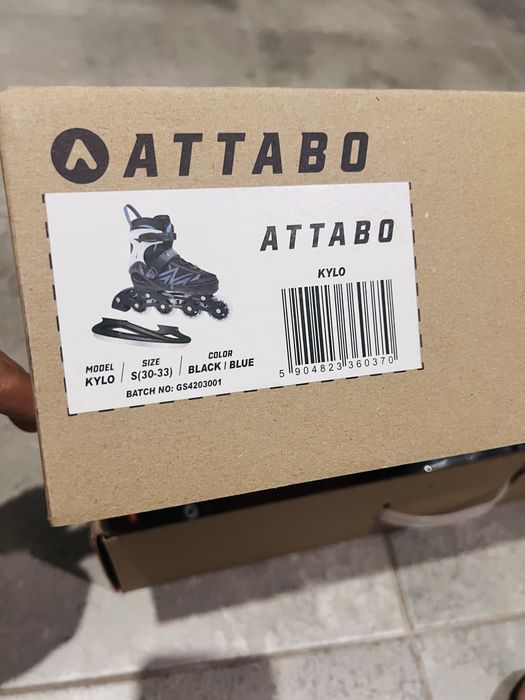 ATTABO
ATTABO
KYLO
MODEL
KYLO
SIZE
S(30-33)
COLOR
BLACK | BLUE
BATCH NO: GS4203001
5 904823 360370